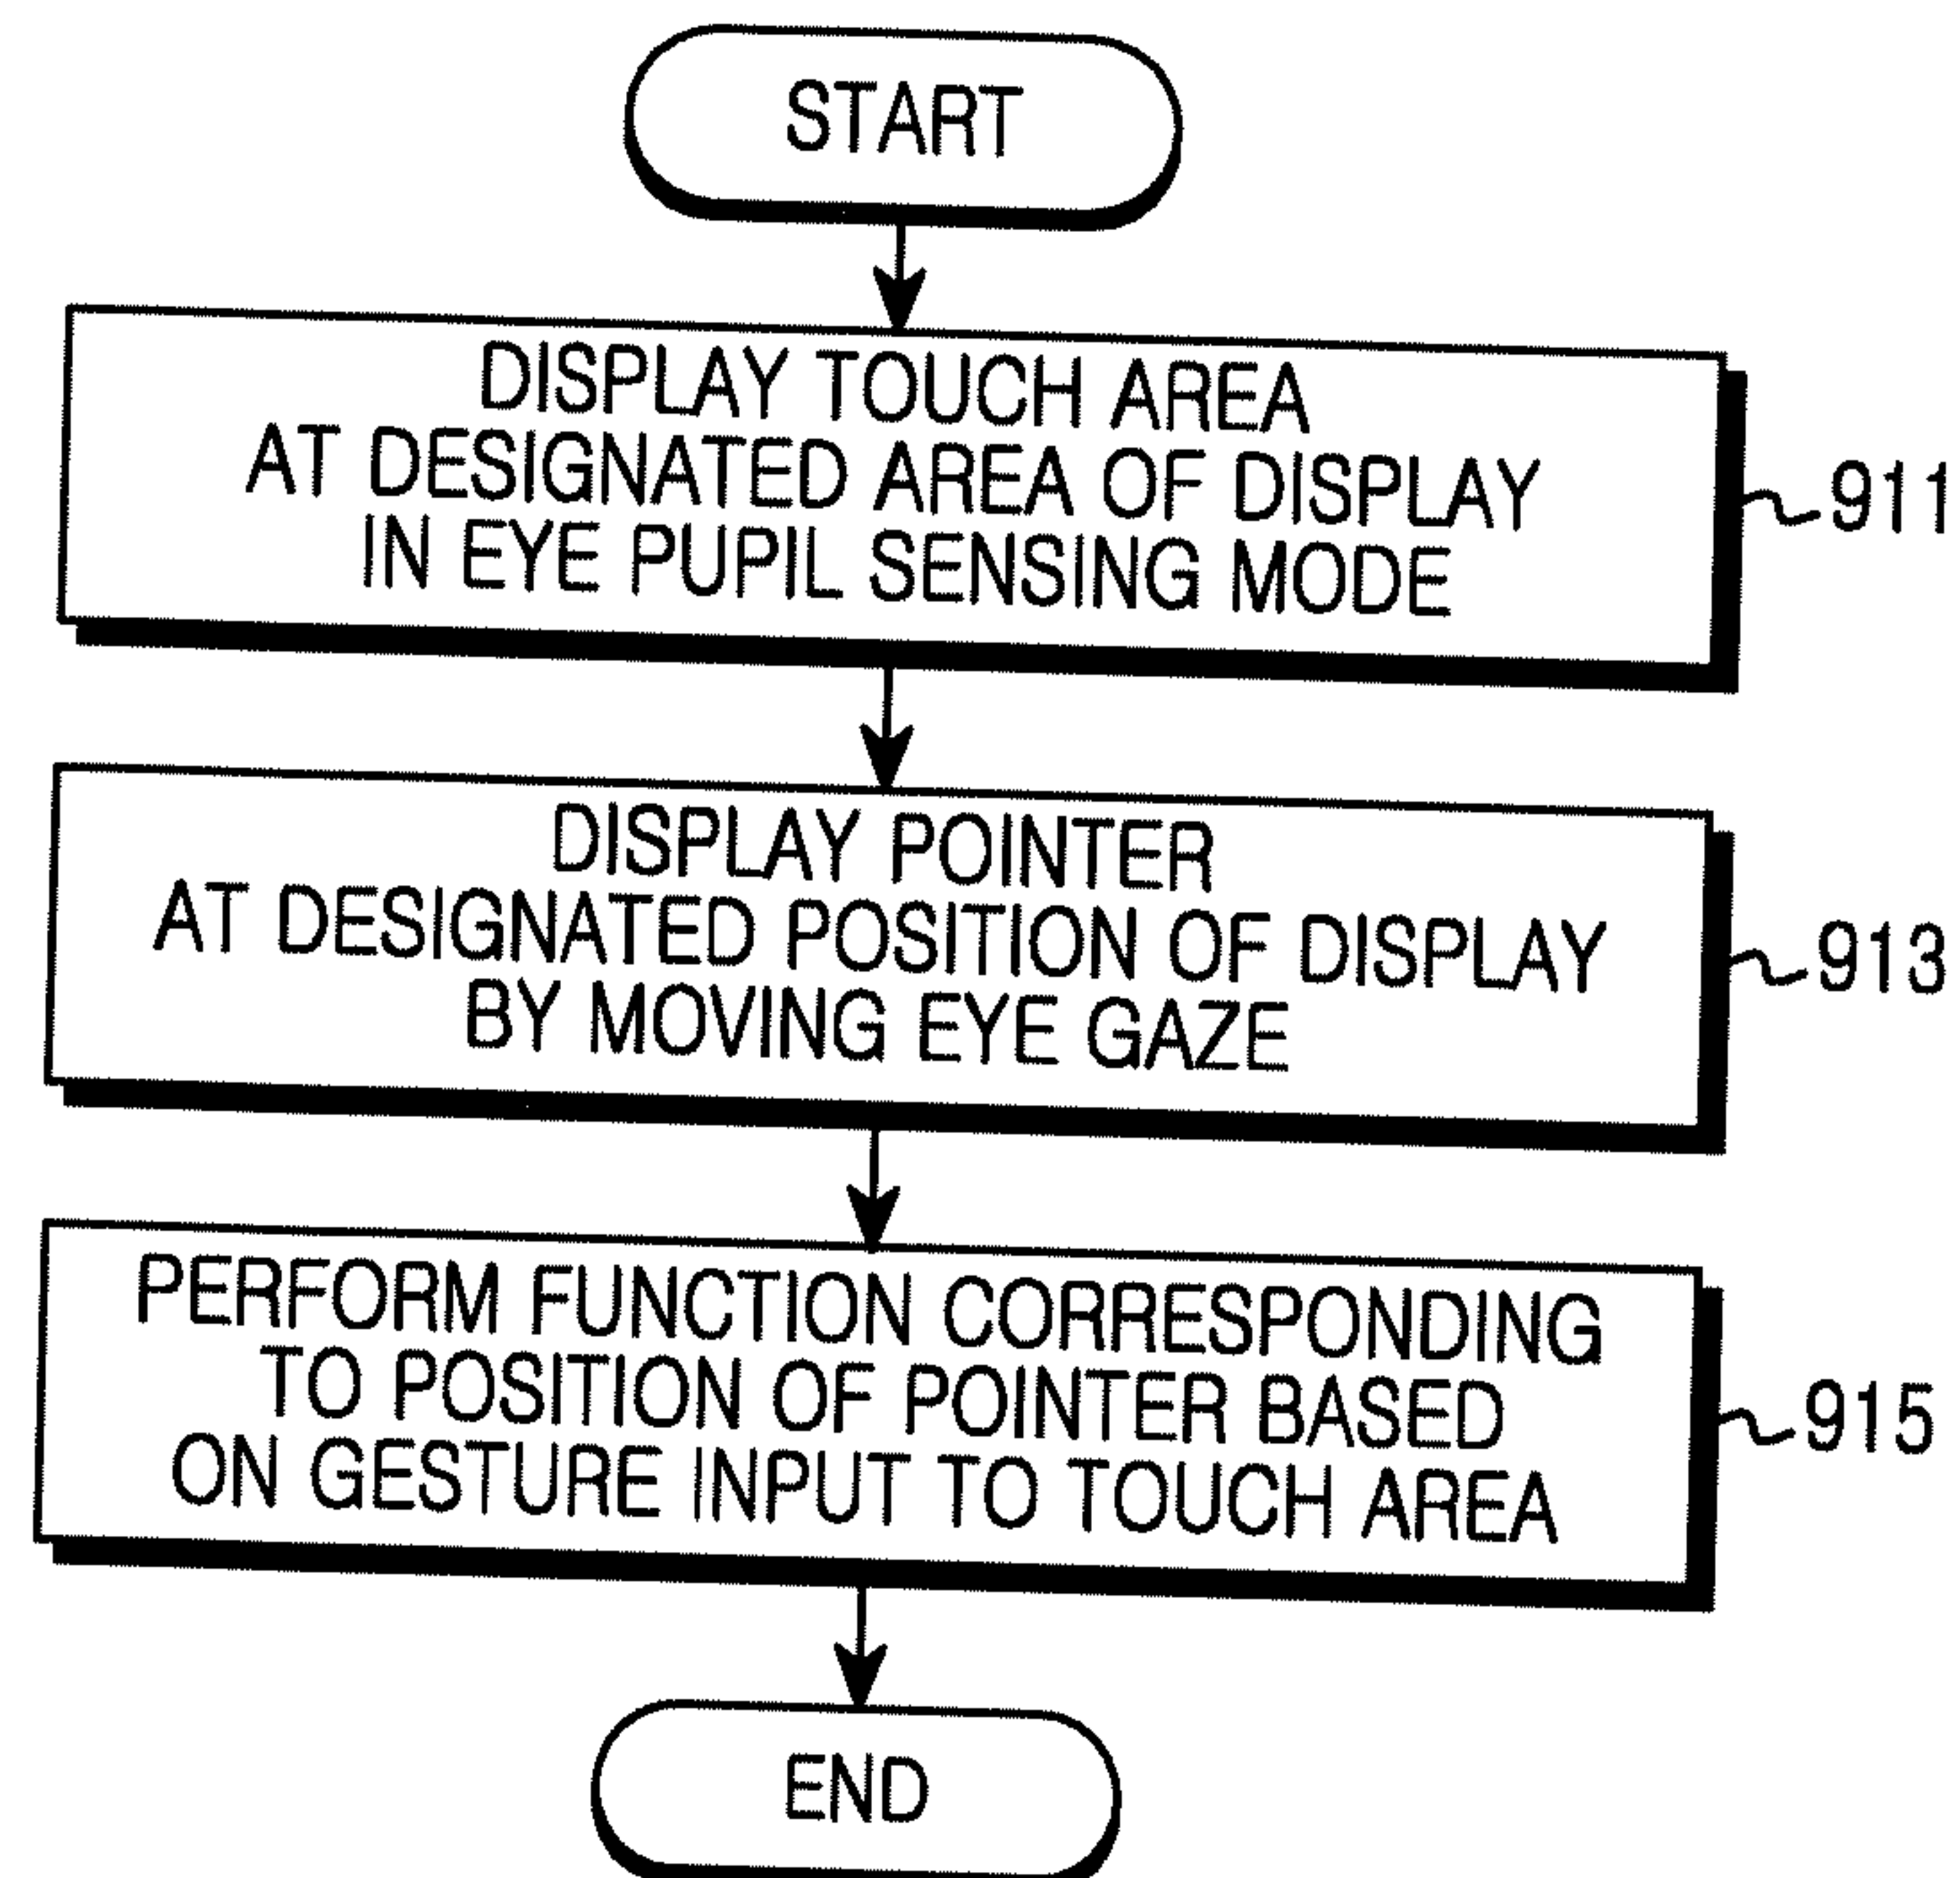 START
DISPLAY TOUCH AREA
AT DESIGNATED AREA OF DISPLAY
IN EYE PUPIL SENSING MODE
911
DISPLAY POINTER
AT DESIGNATED POSITION OF DISPLAY
BY MOVING EYE GAZE
913
PERFORM FUNCTION CORRESPONDING
TO POSITION OF POINTER BASED
ON GESTURE INPUT TO TOUCH AREA
915
END